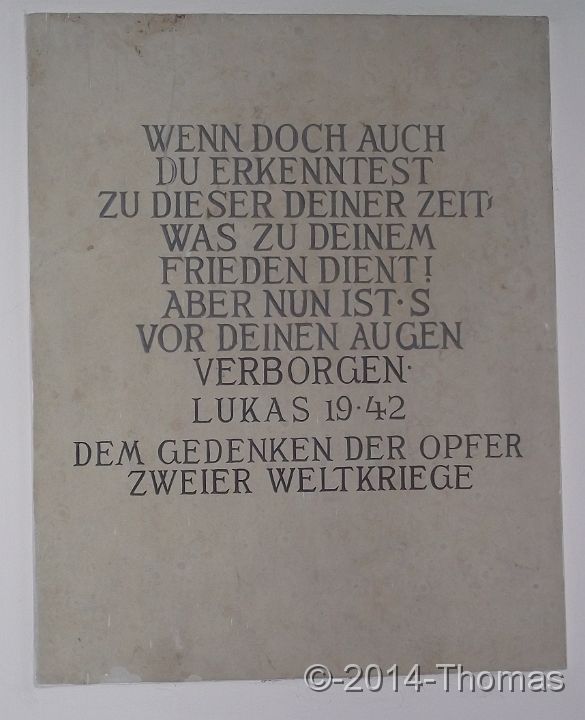 WENN DOCH AUCH
DU ERKENNTEST
ZU DIESER DEINER ZEIT,
WAS ZU DEINEM
FRIEDEN DIENT!
ABER NUN IST·S
VOR DEINEN AUGEN
VERBORGEN·
LUKAS 19·42
DEM GEDENKEN DER OPFER
ZWEIER WELTKRIEGE
©-2014-Thomas